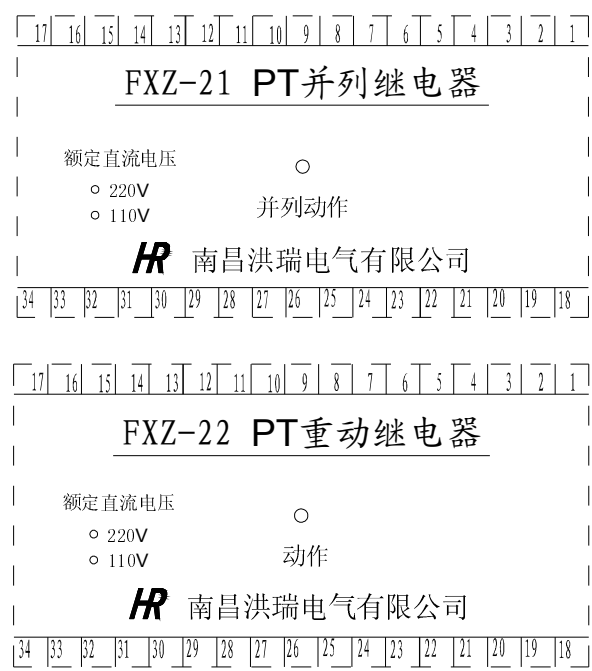 17 16 15 14 13 12 11 10 9 8 7 6 5 4 3 2 1
FXZ-21 PT并列继电器
额定直流电压
220V
110V
并列动作
HR 南昌洪瑞电气有限公司
34 33 32 31 30 29 28 27 26 25 24 23 22 21 20 19 18
17 16 15 14 13 12 11 10 9 8 7 6 5 4 3 2 1
FXZ-22 PT重动继电器
额定直流电压
220V
110V
动作
HR 南昌洪瑞电气有限公司
34 33 32 31 30 29 28 27 26 25 24 23 22 21 20 19 18